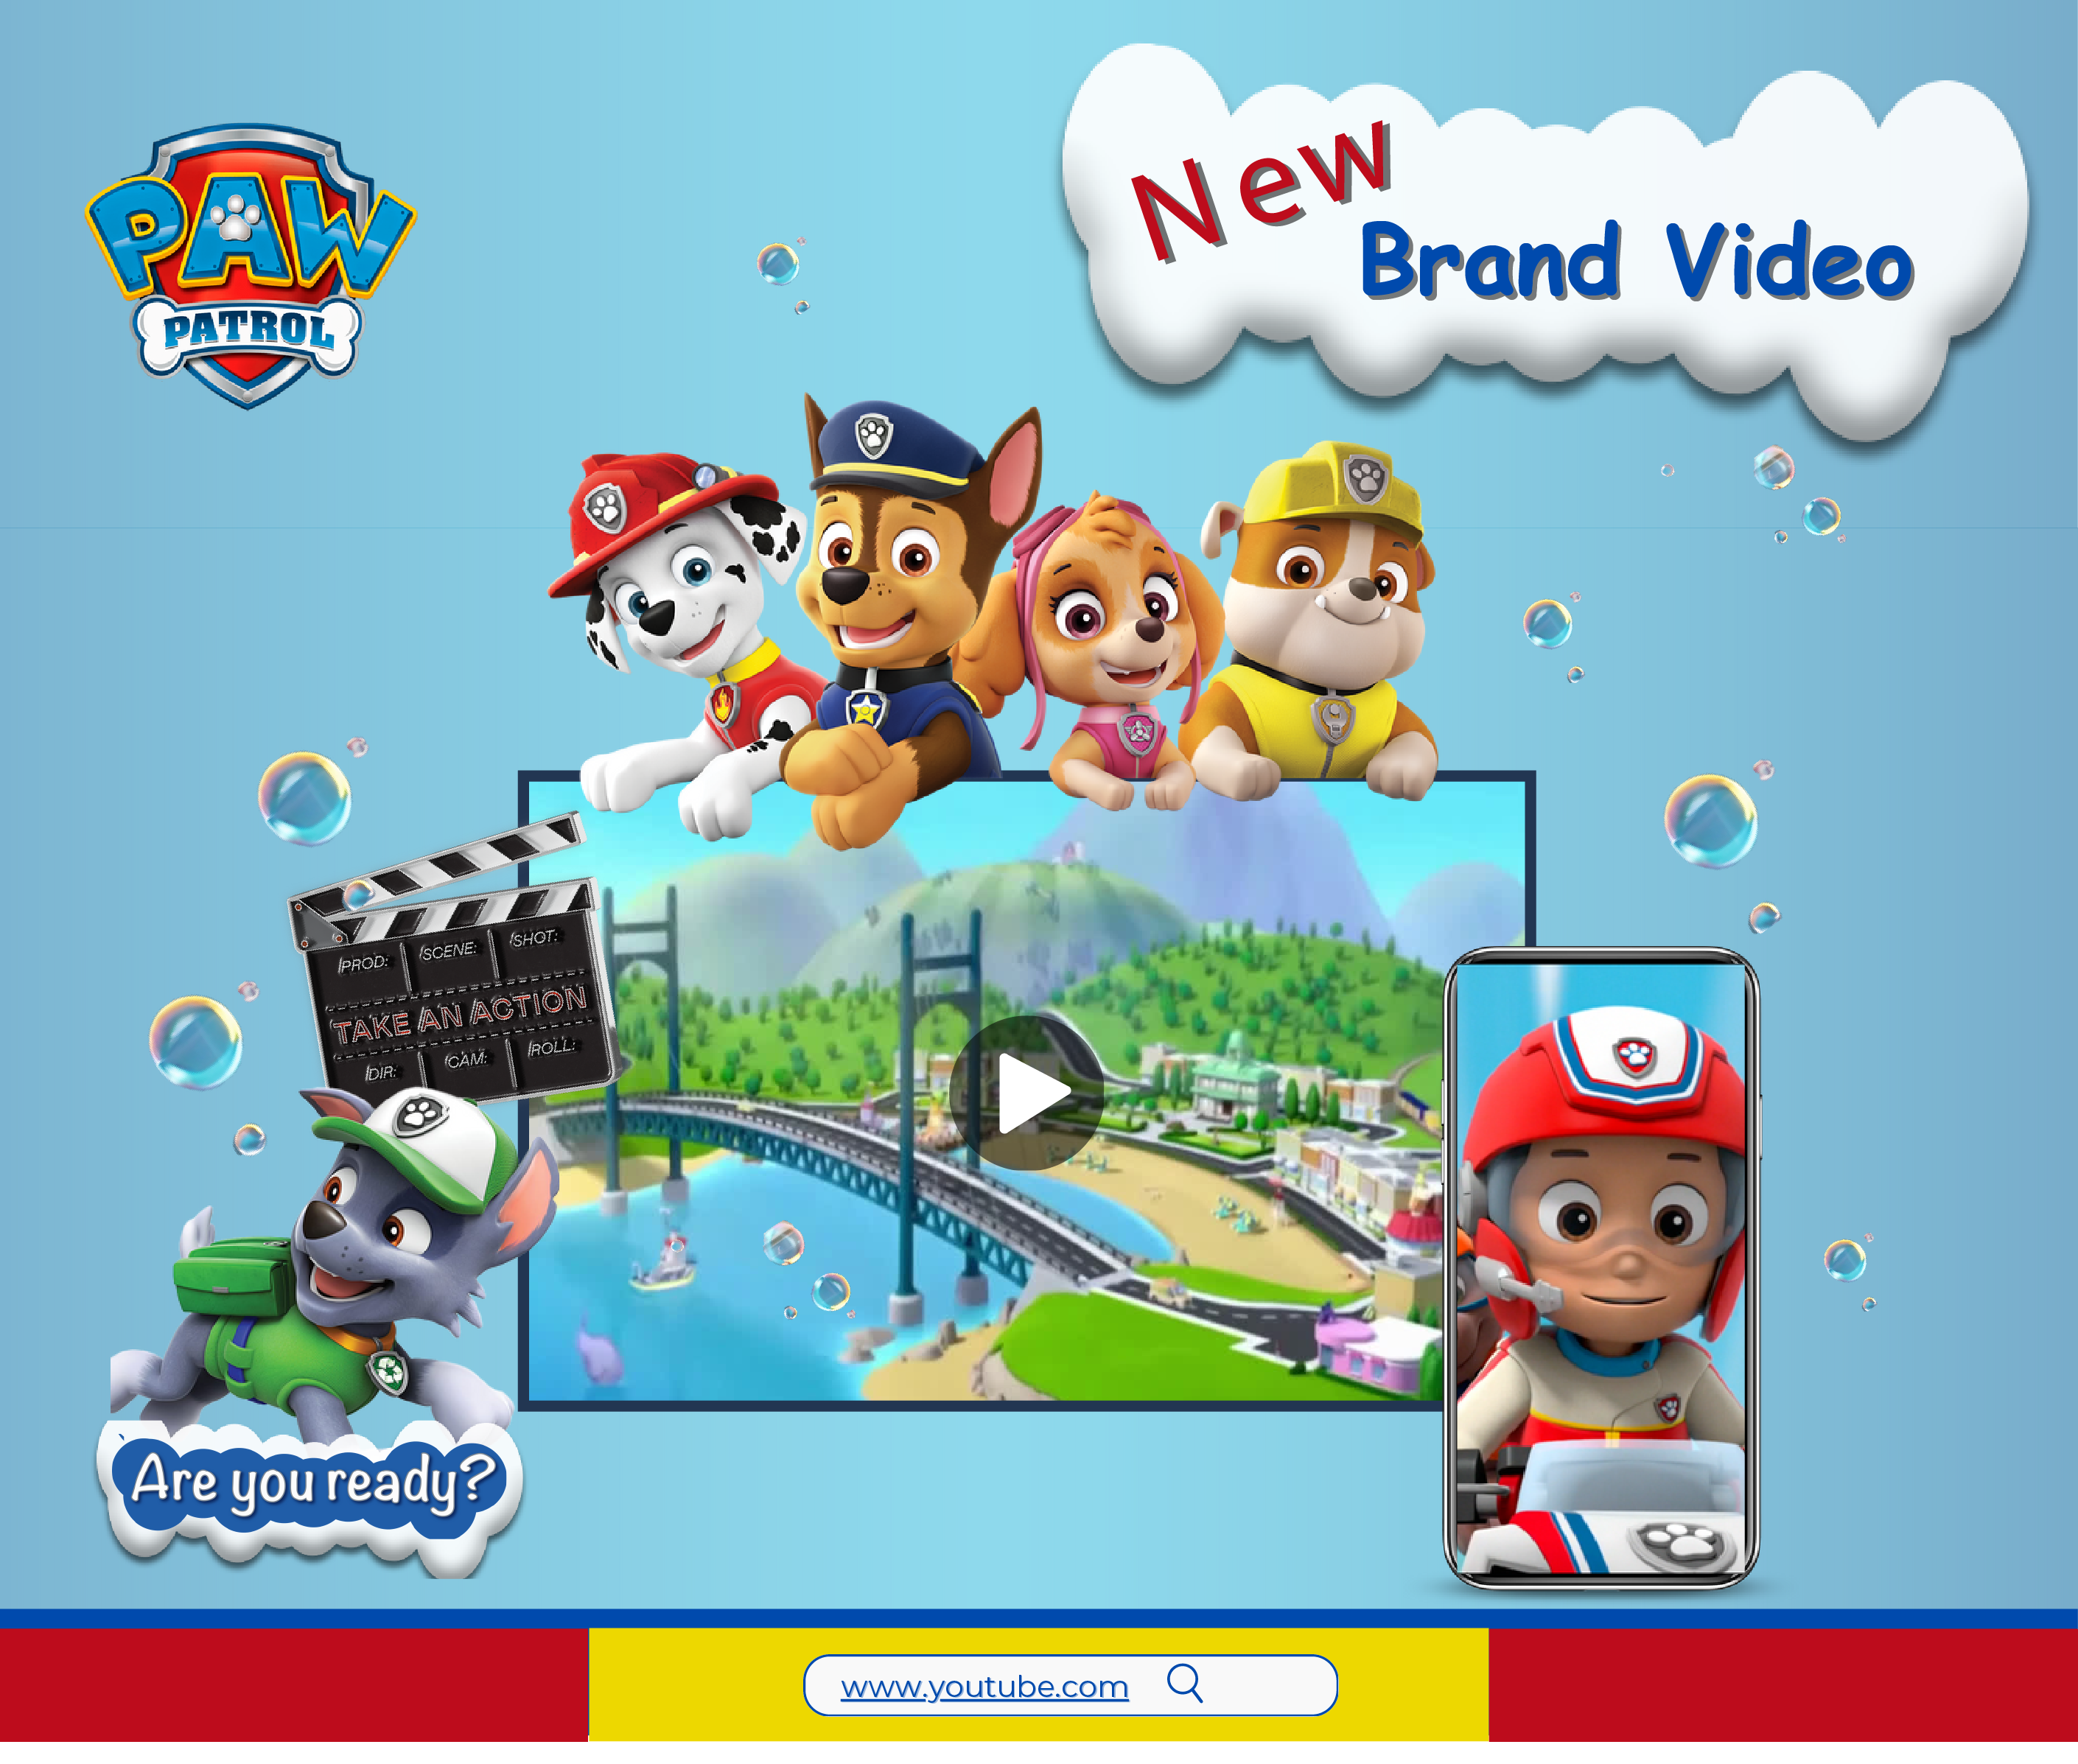 PAW
PATROL
New
Brand Video
PROD: SCENE: SHOT:
TAKE AN ACTION
DIR: CAM: ROLL:
Are you ready?
www.youtube.com